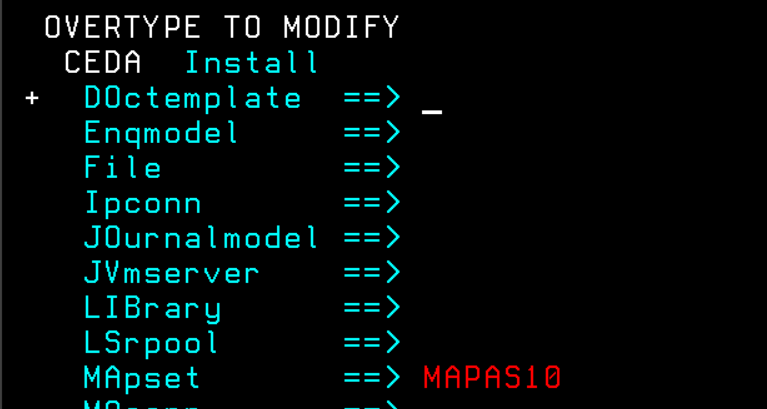 OVERTYPE TO MODIFY
CEDA Install
+ DOctemplate ==> _
Enqmodel ==>
File ==>
Ipconn ==>
JOurnalmodel ==>
JVmserver ==>
LIBrary ==>
LSrpool ==>
MApset ==> MAPAS10